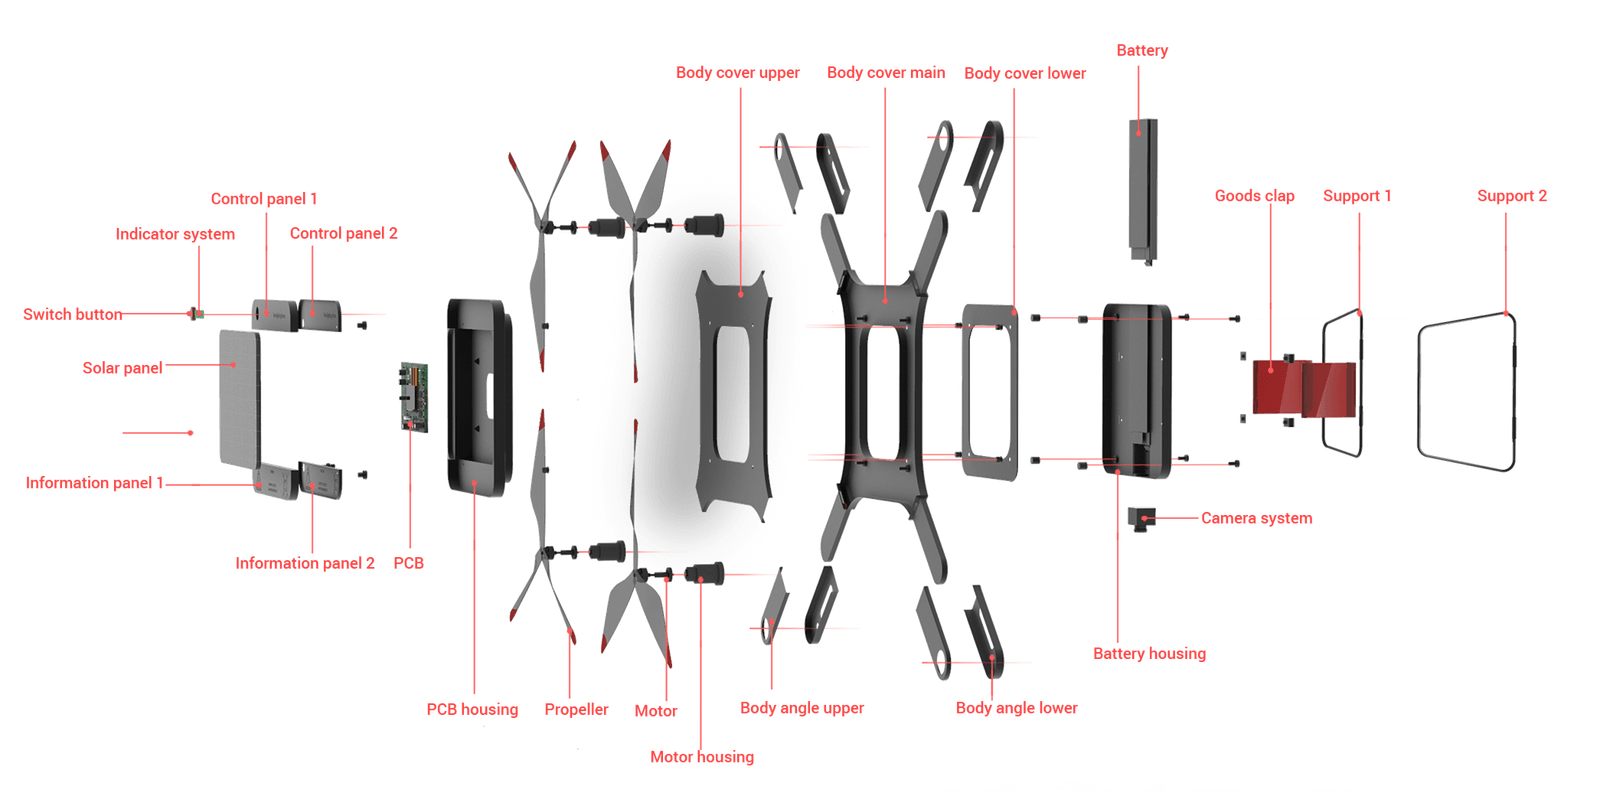 Battery
Body cover upper
Body cover main
Body cover lower
Control panel 1
Goods clap
Support 1
Support 2
Indicator system
Control panel 2
Switch button
Solar panel
Information panel 1
Camera system
Information panel 2
PCB
Battery housing
PCB housing
Propeller
Motor
Body angle upper
Body angle lower
Motor housing